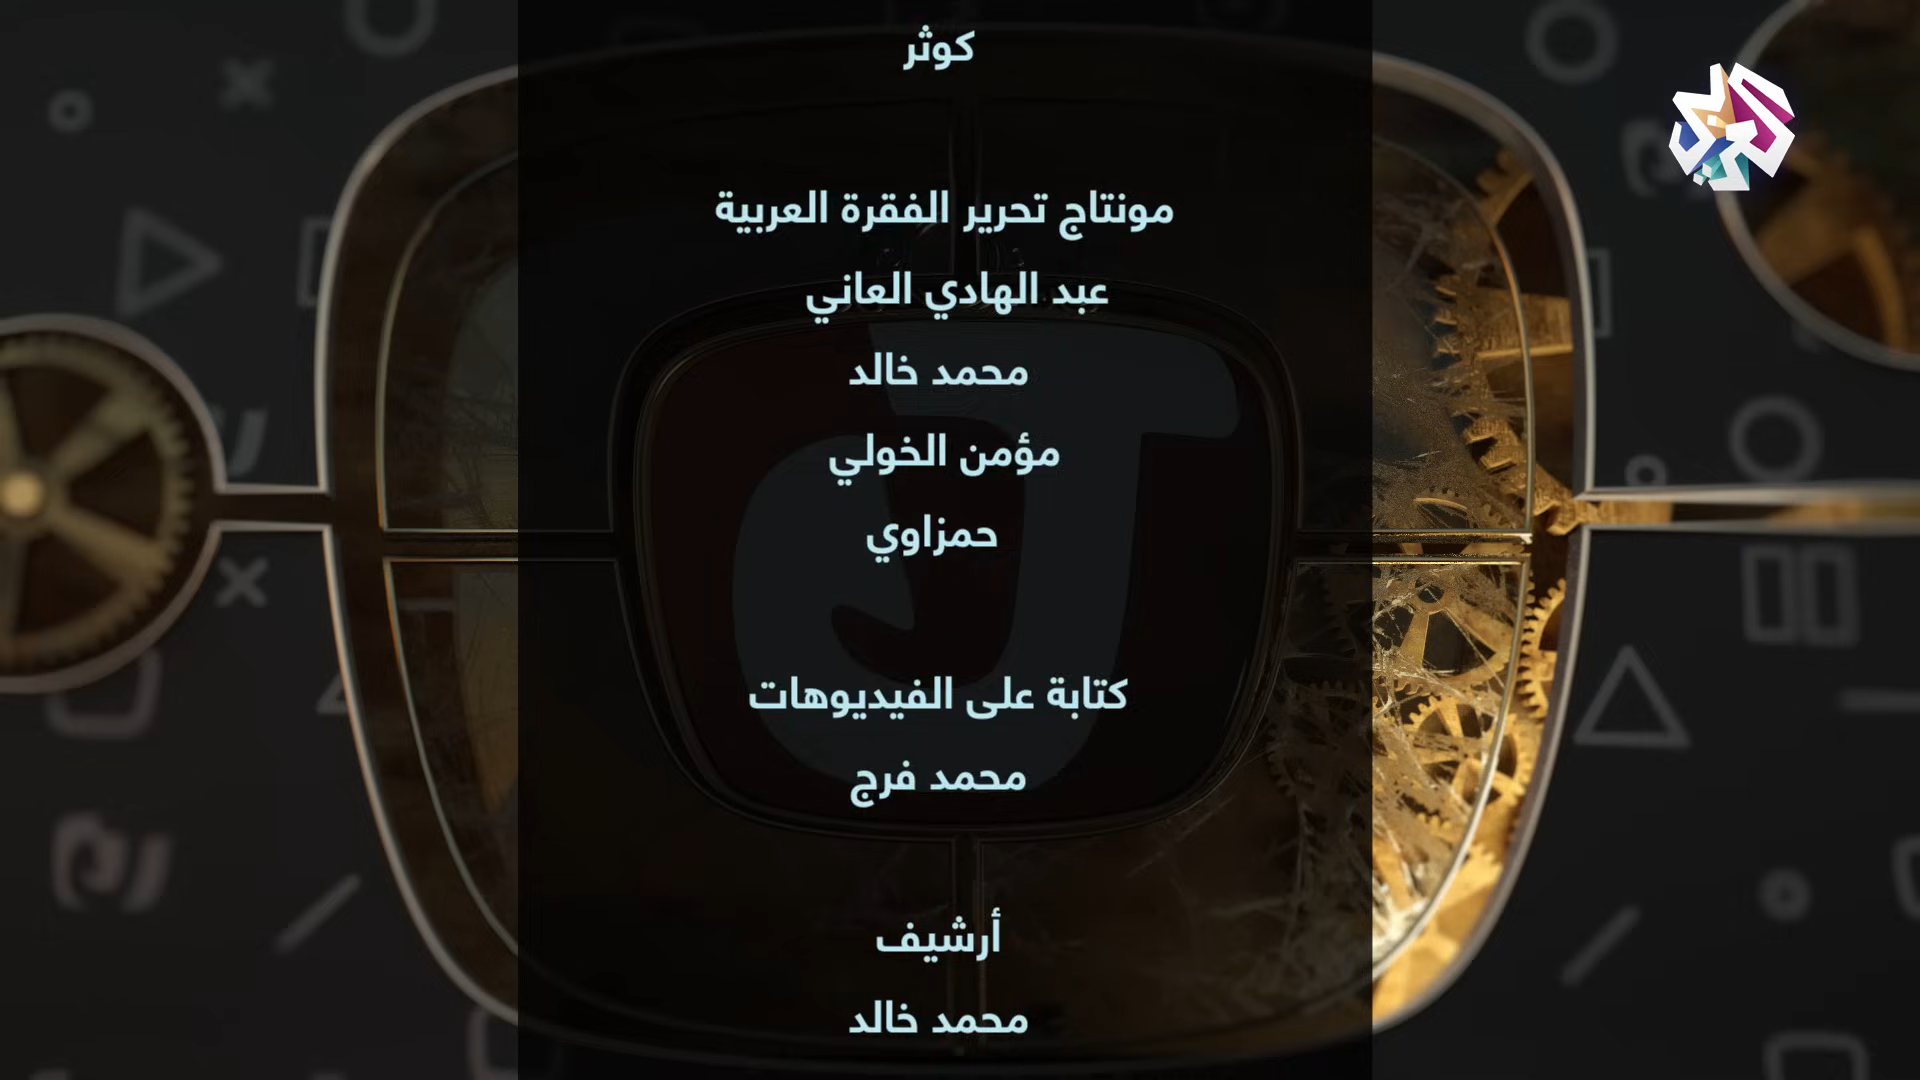 كوثر
مونتاج تحرير الفقرة العربية
عبد الهادي العاني
محمد خالد
مؤمن الخولي
حمزاوي
كتابة على الفيديوهات
محمد فرج
أرشيف
محمد خالد